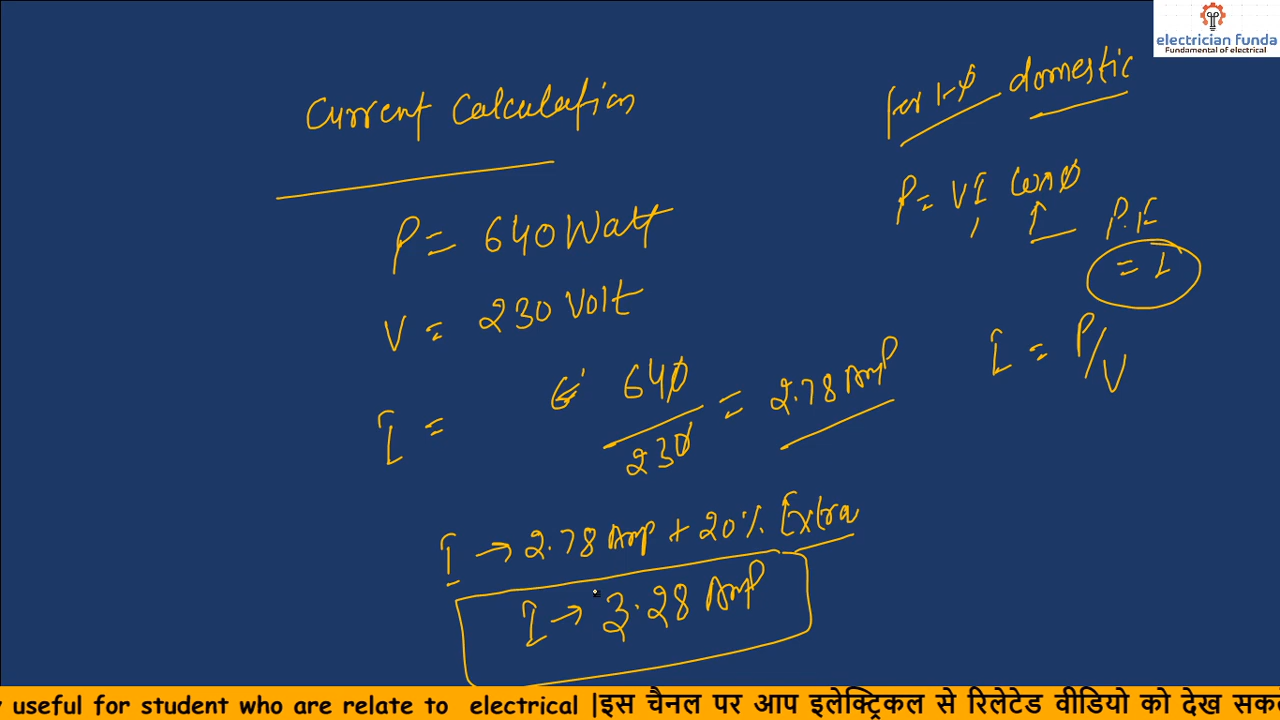 electrician funda
Fundamental of electrical
for 1-φ domestic
Current Calculation
P = VI cosφ
P.F
= 1
P = 640 Watt
V = 230 Volt
I = P/V
I = 640/230 = 2.78 Amp
I → 2.78 Amp + 20% Extra
I → 3.28 Amp
y useful for student who are relate to electrical |इस चैनल पर आप इलेक्ट्रिकल से रिलेटेड वीडियो को देख सक